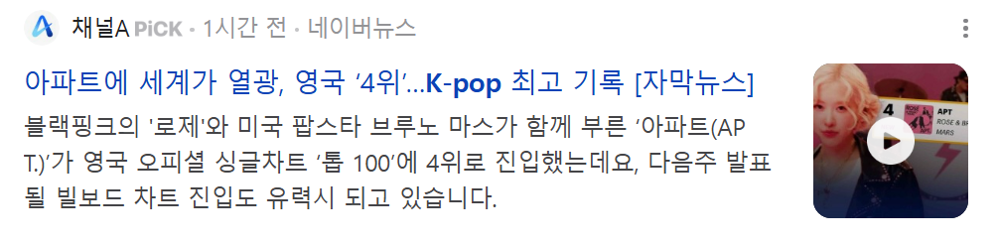 채널A PiCK · 1시간 전 · 네이버뉴스
아파트에 세계가 열광, 영국 ‘4위’…K-pop 최고 기록 [자막뉴스]
블랙핑크의 '로제'와 미국 팝스타 브루노 마스가 함께 부른 ‘아파트(AP
T.)’가 영국 오피셜 싱글차트 ‘톱 100’에 4위로 진입했는데요, 다음주 발표
될 빌보드 차트 진입도 유력시 되고 있습니다.
4
APT
ROSE & BR
MARS